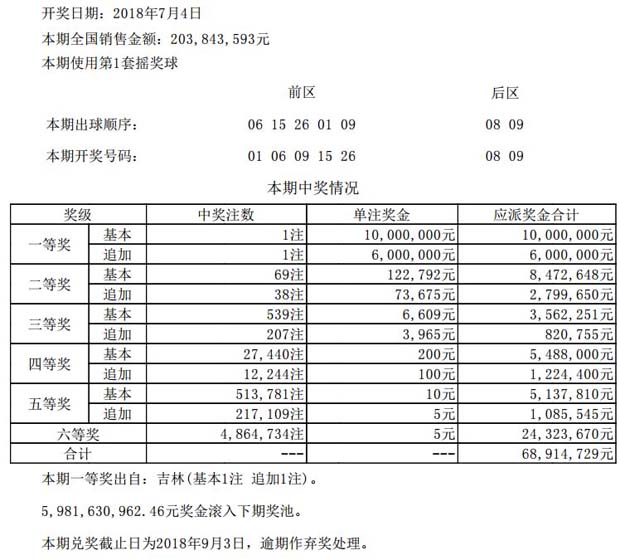 开奖日期：2018年7月4日
本期全国销售金额：203,843,593元
本期使用第1套摇奖球
前区 后区
本期出球顺序： 06 15 26 01 09 08 09
本期开奖号码： 01 06 09 15 26 08 09
本期中奖情况
奖级 中奖注数 单注奖金 应派奖金合计
一等奖 基本 1注 10,000,000元 10,000,000元
追加 1注 6,000,000元 6,000,000元
二等奖 基本 69注 122,792元 8,472,648元
追加 38注 73,675元 2,799,650元
三等奖 基本 539注 6,609元 3,562,251元
追加 207注 3,965元 820,755元
四等奖 基本 27,440注 200元 5,488,000元
追加 12,244注 100元 1,224,400元
五等奖 基本 513,781注 10元 5,137,810元
追加 217,109注 5元 1,085,545元
六等奖 4,864,734注 5元 24,323,670元
合计 --- --- 68,914,729元
本期一等奖出自：吉林(基本1注 追加1注)。
5,981,630,962.46元奖金滚入下期奖池。
本期兑奖截止日为2018年9月3日，逾期作弃奖处理。